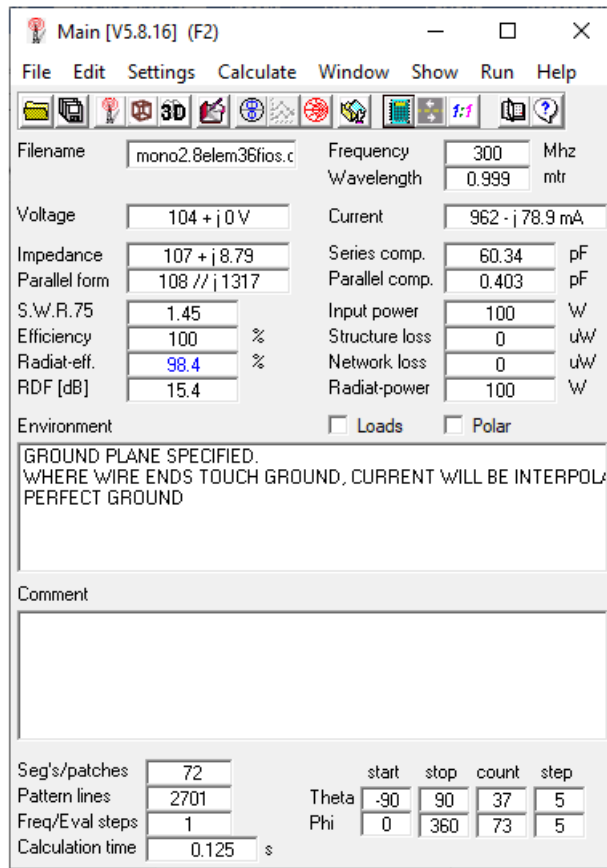 Main [V5.8.16] (F2)
File Edit Settings Calculate Window Show Run Help
3D 1:1 ?
Filename mono2.8elem36fios.c Frequency 300 Mhz
Wavelength 0.999 mtr
Voltage 104 + j 0 V Current 962 - j 78.9 mA
Impedance 107 + j 8.79 Series comp. 60.34 pF
Parallel form 108 // j 1317 Parallel comp. 0.403 pF
S.W.R.75 1.45 Input power 100 W
Efficiency 100 % Structure loss 0 uW
Radiat-eff. 98.4 % Network loss 0 uW
RDF [dB] 15.4 Radiat-power 100 W
Environment Loads Polar
GROUND PLANE SPECIFIED.
WHERE WIRE ENDS TOUCH GROUND, CURRENT WILL BE INTERPOLA
PERFECT GROUND
Comment
Seg's/patches 72 start stop count step
Pattern lines 2701 Theta -90 90 37 5
Freq/Eval steps 1 Phi 0 360 73 5
Calculation time 0.125 s